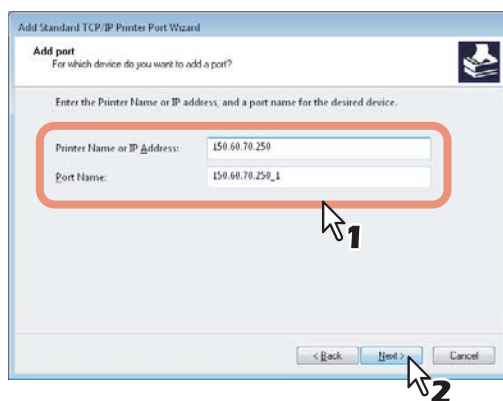 Add Standard TCP/IP Printer Port Wizard
Add port
For which device do you want to add a port?
Enter the Printer Name or IP address, and a port name for the desired device.
Printer Name or IP Address: 150.60.70.250
Port Name: 150.60.70.250_1
1
< Back Next > Cancel
2